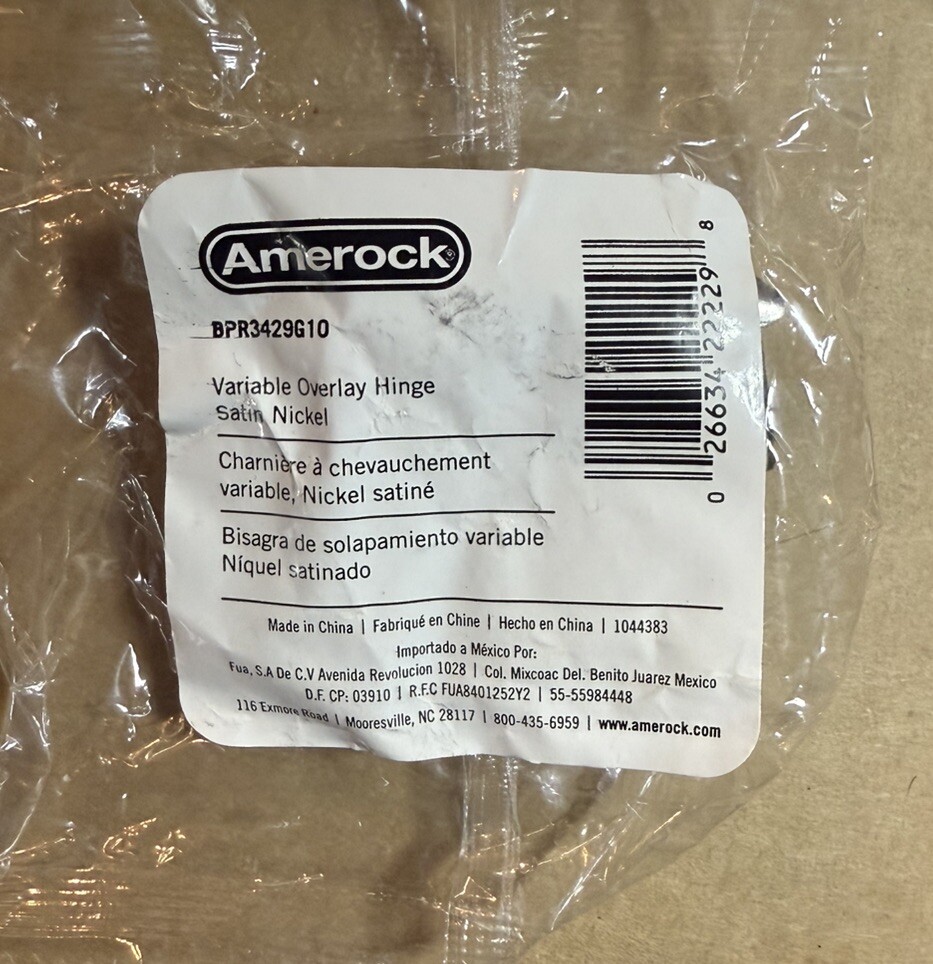 Amerock®
BPR3429G10
Variable Overlay Hinge
Satin Nickel
Charnière à chevauchement
variable, Nickel satiné
Bisagra de solapamiento variable
Níquel satinado
Made in China | Fabriqué en Chine | Hecho en China | 1044383
Importado a México Por:
Fua, S.A De C.V Avenida Revolucion 1028 | Col. Mixcoac Del. Benito Juarez Mexico
D.F. CP: 03910 | R.F.C FUA8401252Y2 | 55-55984448
116 Exmore Road | Mooresville, NC 28117 | 800-435-6959 | www.amerock.com
0 26634 22229 8